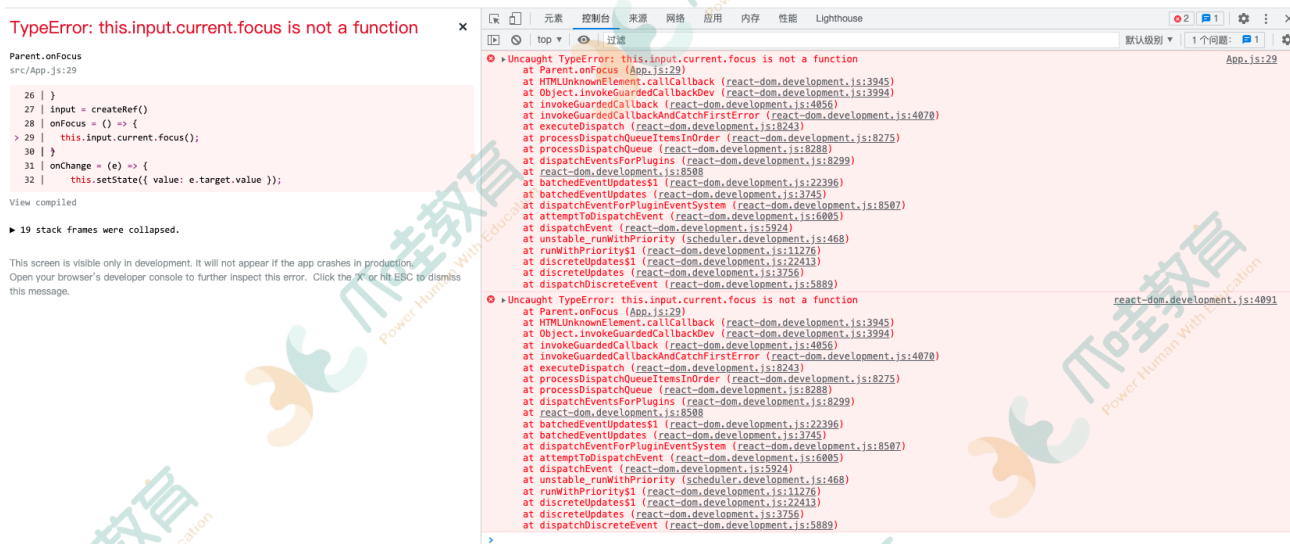 TypeError: this.input.current.focus is not a function
×
Parent.onFocus
src/App.js:29
26 | }
27 | input = createRef()
28 | onFocus = () => {
> 29 |   this.input.current.focus();
30 | }
31 | onChange = (e) => {
32 |     this.setState({ value: e.target.value });
View compiled
▶ 19 stack frames were collapsed.
This screen is visible only in development. It will not appear if the app crashes in production.
Open your browser's developer console to further inspect this error. Click the 'X' or hit ESC to dismiss
this message.
元素 控制台 来源 网络 应用 内存 性能 Lighthouse 2 1
top ▼ 过滤 默认级别 ▼ 1 个问题: 1
Uncaught TypeError: this.input.current.focus is not a function App.js:29
at Parent.onFocus (App.js:29)
at HTMLUnknownElement.callCallback (react-dom.development.js:3945)
at Object.invokeGuardedCallbackDev (react-dom.development.js:3994)
at invokeGuardedCallback (react-dom.development.js:4056)
at invokeGuardedCallbackAndCatchFirstError (react-dom.development.js:4070)
at executeDispatch (react-dom.development.js:8243)
at processDispatchQueueItemsInOrder (react-dom.development.js:8275)
at processDispatchQueue (react-dom.development.js:8288)
at dispatchEventsForPlugins (react-dom.development.js:8299)
at react-dom.development.js:8508
at batchedEventUpdates$1 (react-dom.development.js:22396)
at batchedEventUpdates (react-dom.development.js:3745)
at dispatchEventForPluginEventSystem (react-dom.development.js:8507)
at attemptToDispatchEvent (react-dom.development.js:6005)
at dispatchEvent (react-dom.development.js:5924)
at unstable_runWithPriority (scheduler.development.js:468)
at runWithPriority$1 (react-dom.development.js:11276)
at discreteUpdates$1 (react-dom.development.js:22413)
at discreteUpdates (react-dom.development.js:3756)
at dispatchDiscreteEvent (react-dom.development.js:5889)
Uncaught TypeError: this.input.current.focus is not a function react-dom.development.js:4091
at Parent.onFocus (App.js:29)
at HTMLUnknownElement.callCallback (react-dom.development.js:3945)
at Object.invokeGuardedCallbackDev (react-dom.development.js:3994)
at invokeGuardedCallback (react-dom.development.js:4056)
at invokeGuardedCallbackAndCatchFirstError (react-dom.development.js:4070)
at executeDispatch (react-dom.development.js:8243)
at processDispatchQueueItemsInOrder (react-dom.development.js:8275)
at processDispatchQueue (react-dom.development.js:8288)
at dispatchEventsForPlugins (react-dom.development.js:8299)
at react-dom.development.js:8508
at batchedEventUpdates$1 (react-dom.development.js:22396)
at batchedEventUpdates (react-dom.development.js:3745)
at dispatchEventForPluginEventSystem (react-dom.development.js:8507)
at attemptToDispatchEvent (react-dom.development.js:6005)
at dispatchEvent (react-dom.development.js:5924)
at unstable_runWithPriority (scheduler.development.js:468)
at runWithPriority$1 (react-dom.development.js:11276)
at discreteUpdates$1 (react-dom.development.js:22413)
at discreteUpdates (react-dom.development.js:3756)
at dispatchDiscreteEvent (react-dom.development.js:5889)
爪哇教育
Power Human With Education
爪哇教育
Power Human With Education
教育